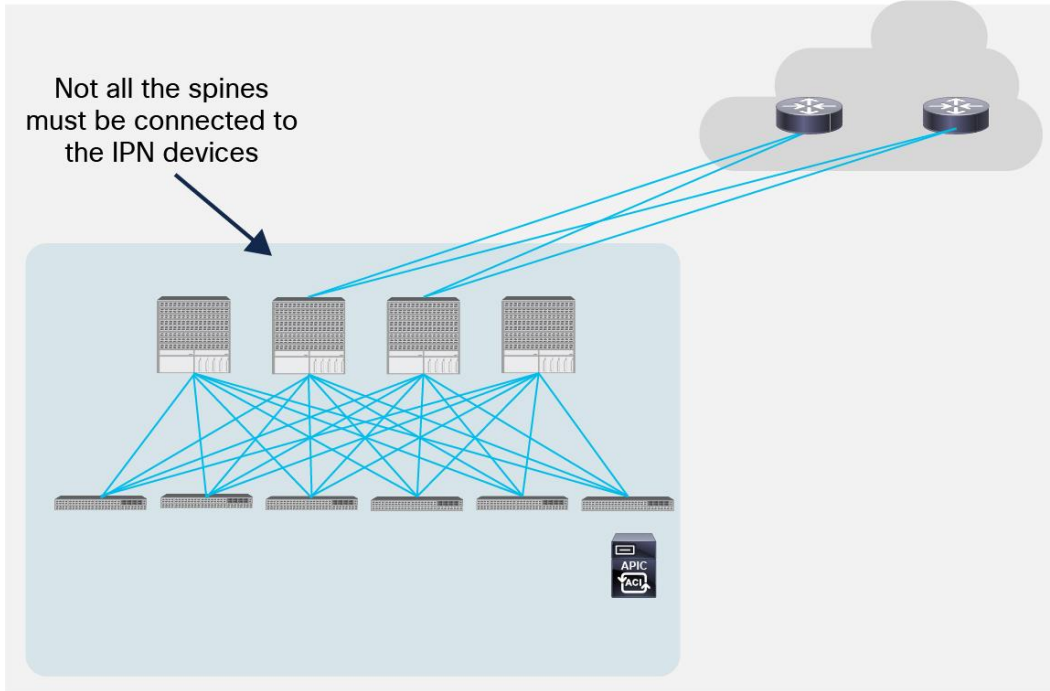 Not all the spines
must be connected to
the IPN devices
APIC
ACI